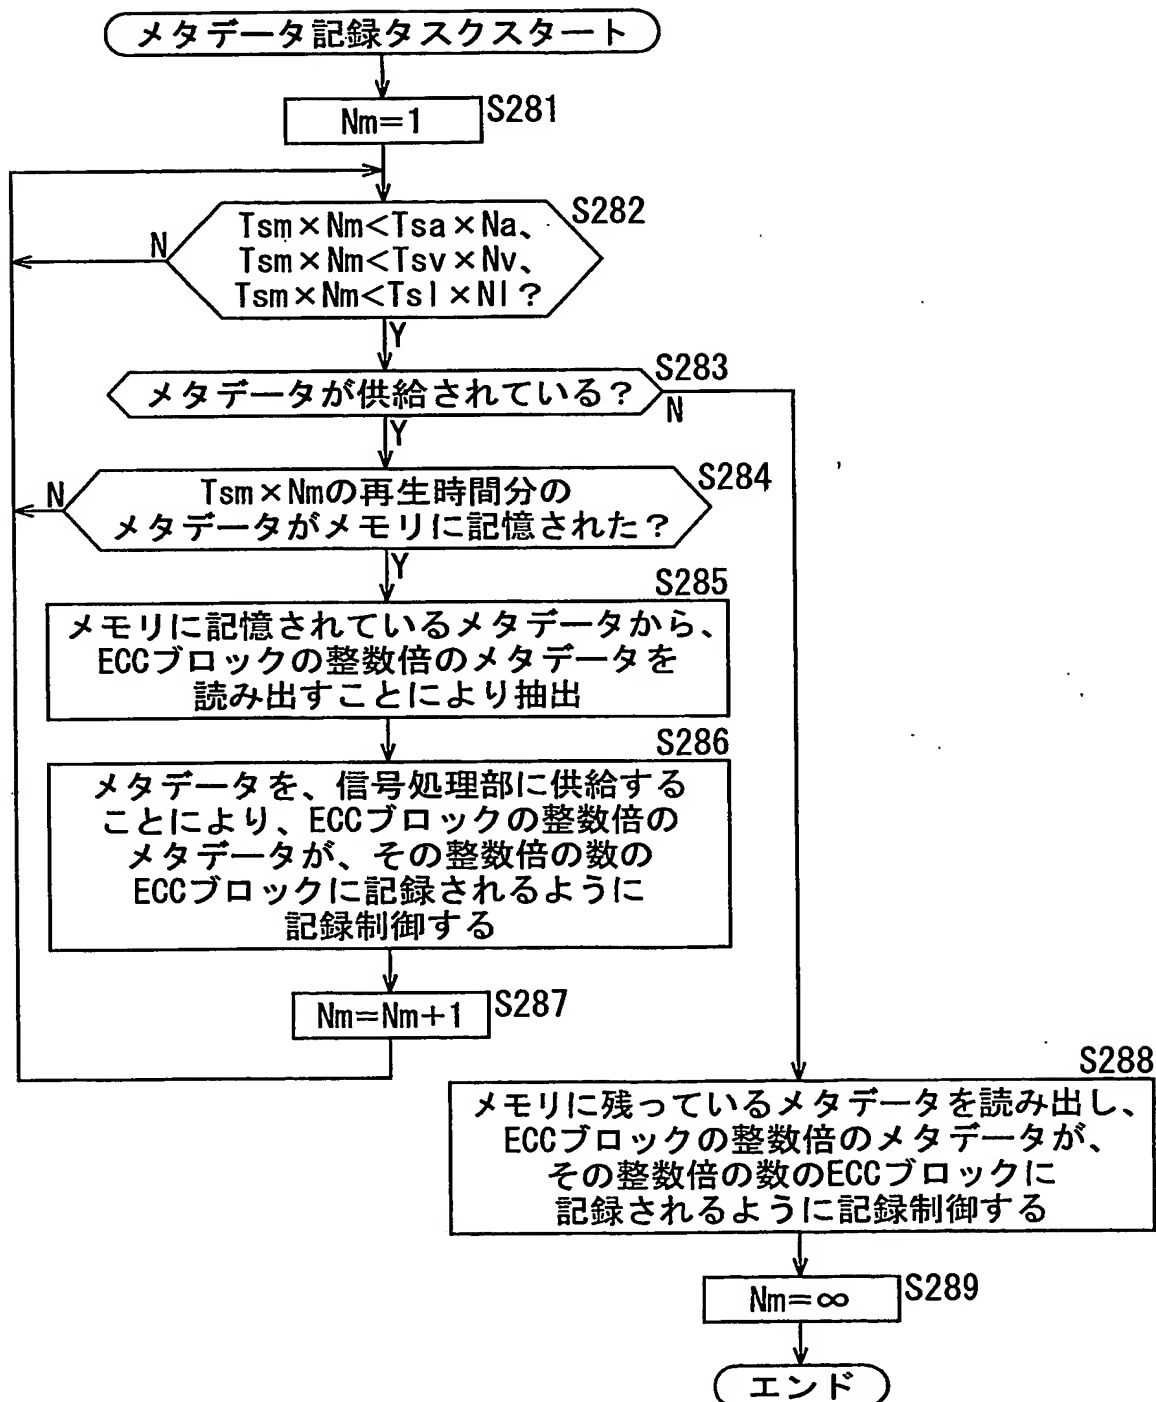 メタデータ記録タスクスタート
Nm=1
S281
Tsm×Nm<Tsa×Na、
Tsm×Nm<Tsv×Nv、
Tsm×Nm<Tsl×Nl?
S282
N
Y
メタデータが供給されている?
S283
N
Y
Tsm×Nmの再生時間分の
メタデータがメモリに記憶された?
S284
N
Y
S285
メモリに記憶されているメタデータから、
ECCブロックの整数倍のメタデータを
読み出すことにより抽出
S286
メタデータを、信号処理部に供給する
ことにより、ECCブロックの整数倍の
メタデータが、その整数倍の数の
ECCブロックに記録されるように
記録制御する
Nm=Nm+1
S287
S288
メモリに残っているメタデータを読み出し、
ECCブロックの整数倍のメタデータが、
その整数倍の数のECCブロックに
記録されるように記録制御する
Nm=∞
S289
エンド